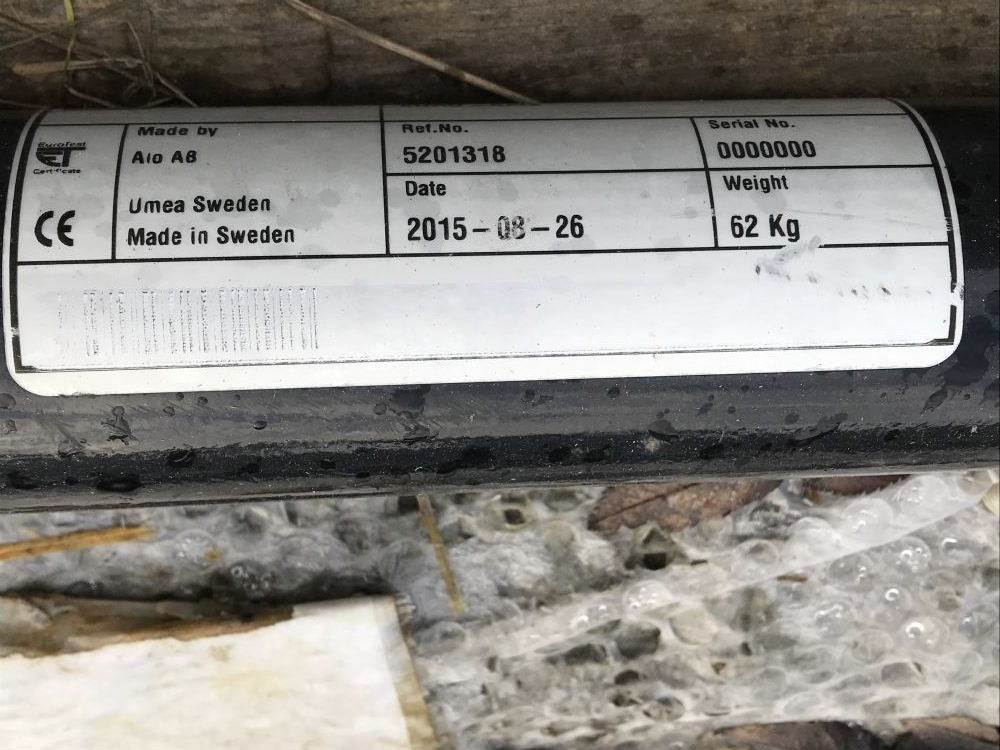 Eurotest
ET
Certificate
CE
Made by
Alo AB
Umea Sweden
Made in Sweden
Ref.No.
5201318
Serial No.
0000000
Date
2015-08-26
Weight
62 Kg